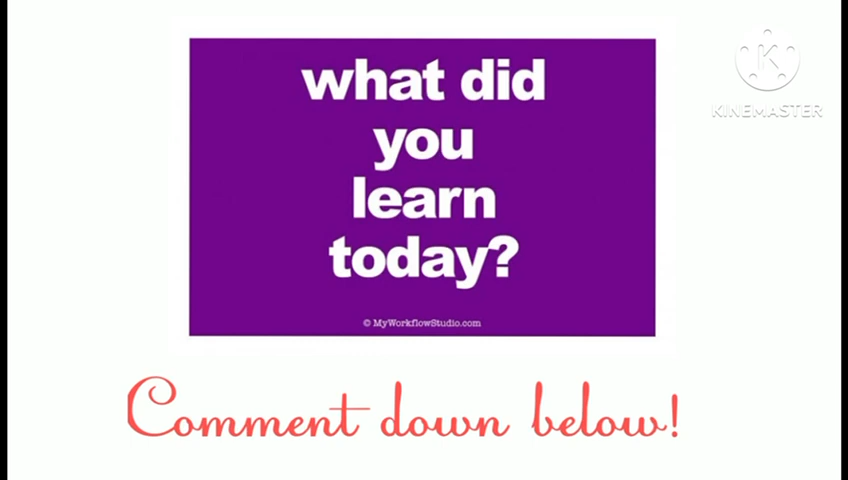 what did
you
learn
today?
© MyWorkflowStudio.com
Comment down below!
K
KINEMASTER